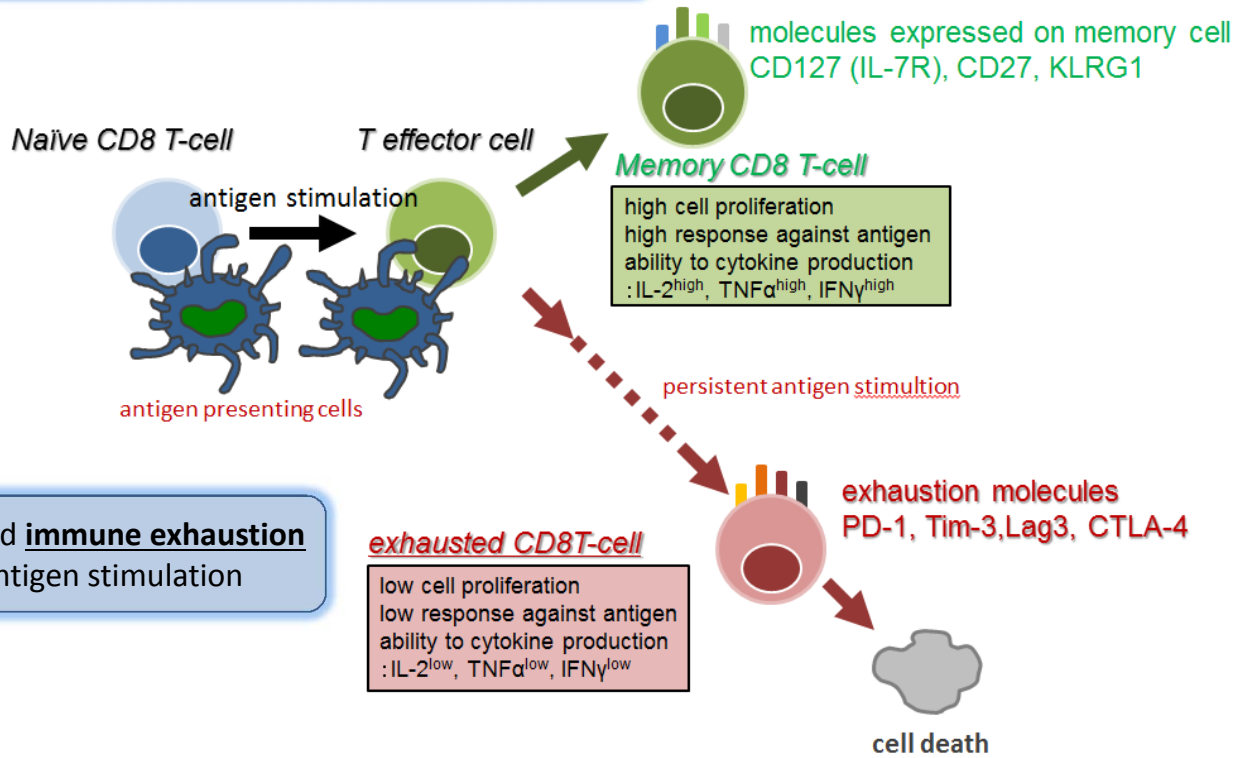 molecules expressed on memory cell
CD127 (IL-7R), CD27, KLRG1
Naïve CD8 T-cell
T effector cell
antigen stimulation
Memory CD8 T-cell
high cell proliferation
high response against antigen
ability to cytokine production
:IL-2high, TNFαhigh, IFNγhigh
antigen presenting cells
persistent antigen stimultion
exhaustion molecules
PD-1, Tim-3,Lag3, CTLA-4
d immune exhaustion
ntigen stimulation
exhausted CD8T-cell
low cell proliferation
low response against antigen
ability to cytokine production
:IL-2low, TNFαlow, IFNγlow
cell death